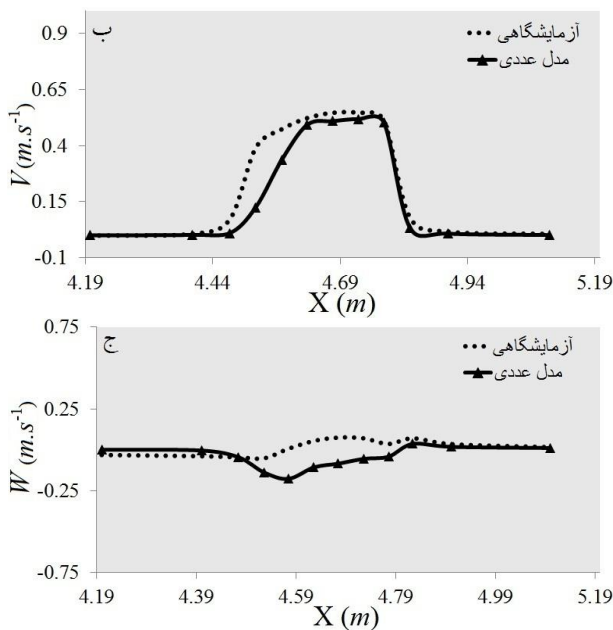 ب
آزمایشگاهی
مدل عددی
0.9
0.65
0.4
0.15
-0.1
V (m.s-1)
4.19 4.44 4.69 4.94 5.19
X (m)
ج
آزمایشگاهی
مدل عددی
0.75
0.25
-0.25
-0.75
W (m.s-1)
4.19 4.39 4.59 4.79 4.99 5.19
X (m)